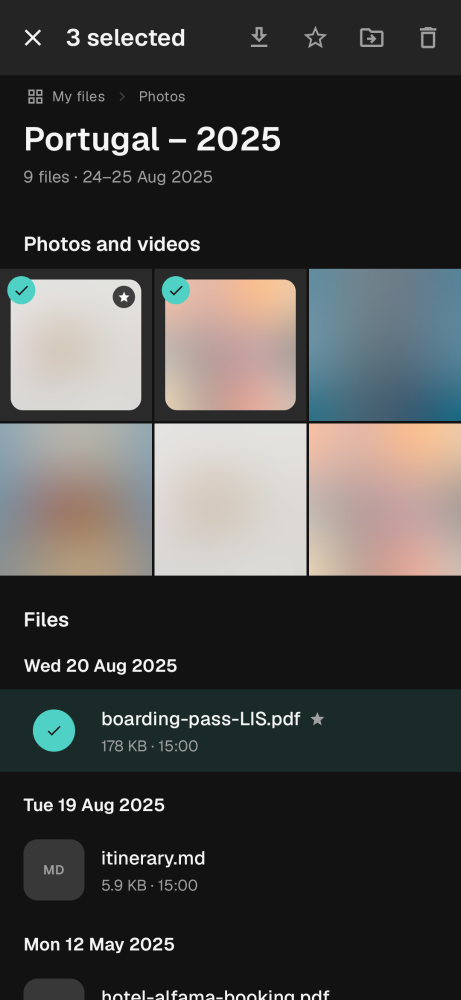 3 selected
My files
Photos
Portugal – 2025
9 files · 24–25 Aug 2025
Photos and videos
Files
Wed 20 Aug 2025
boarding-pass-LIS.pdf
178 KB · 15:00
Tue 19 Aug 2025
MD
itinerary.md
5.9 KB · 15:00
Mon 12 May 2025
hotel-alfama-booking.pdf